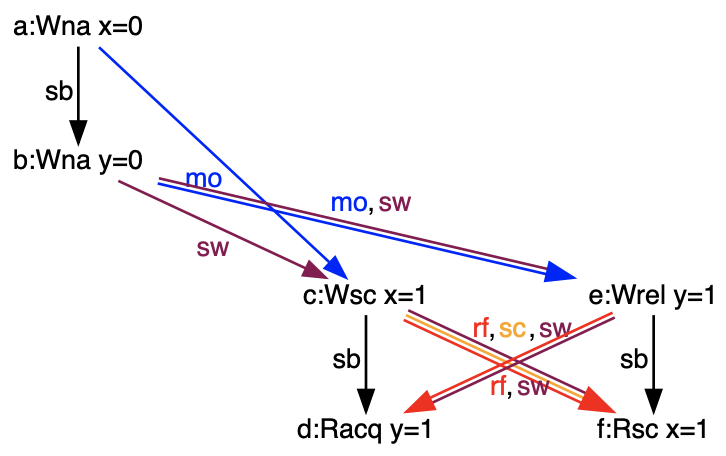 a:Wna x=0
sb
b:Wna y=0
mo
mo,sw
sw
c:Wsc x=1
e:Wrel y=1
rf,sc,sw
sb
sb
rf,sw
d:Racq y=1
f:Rsc x=1